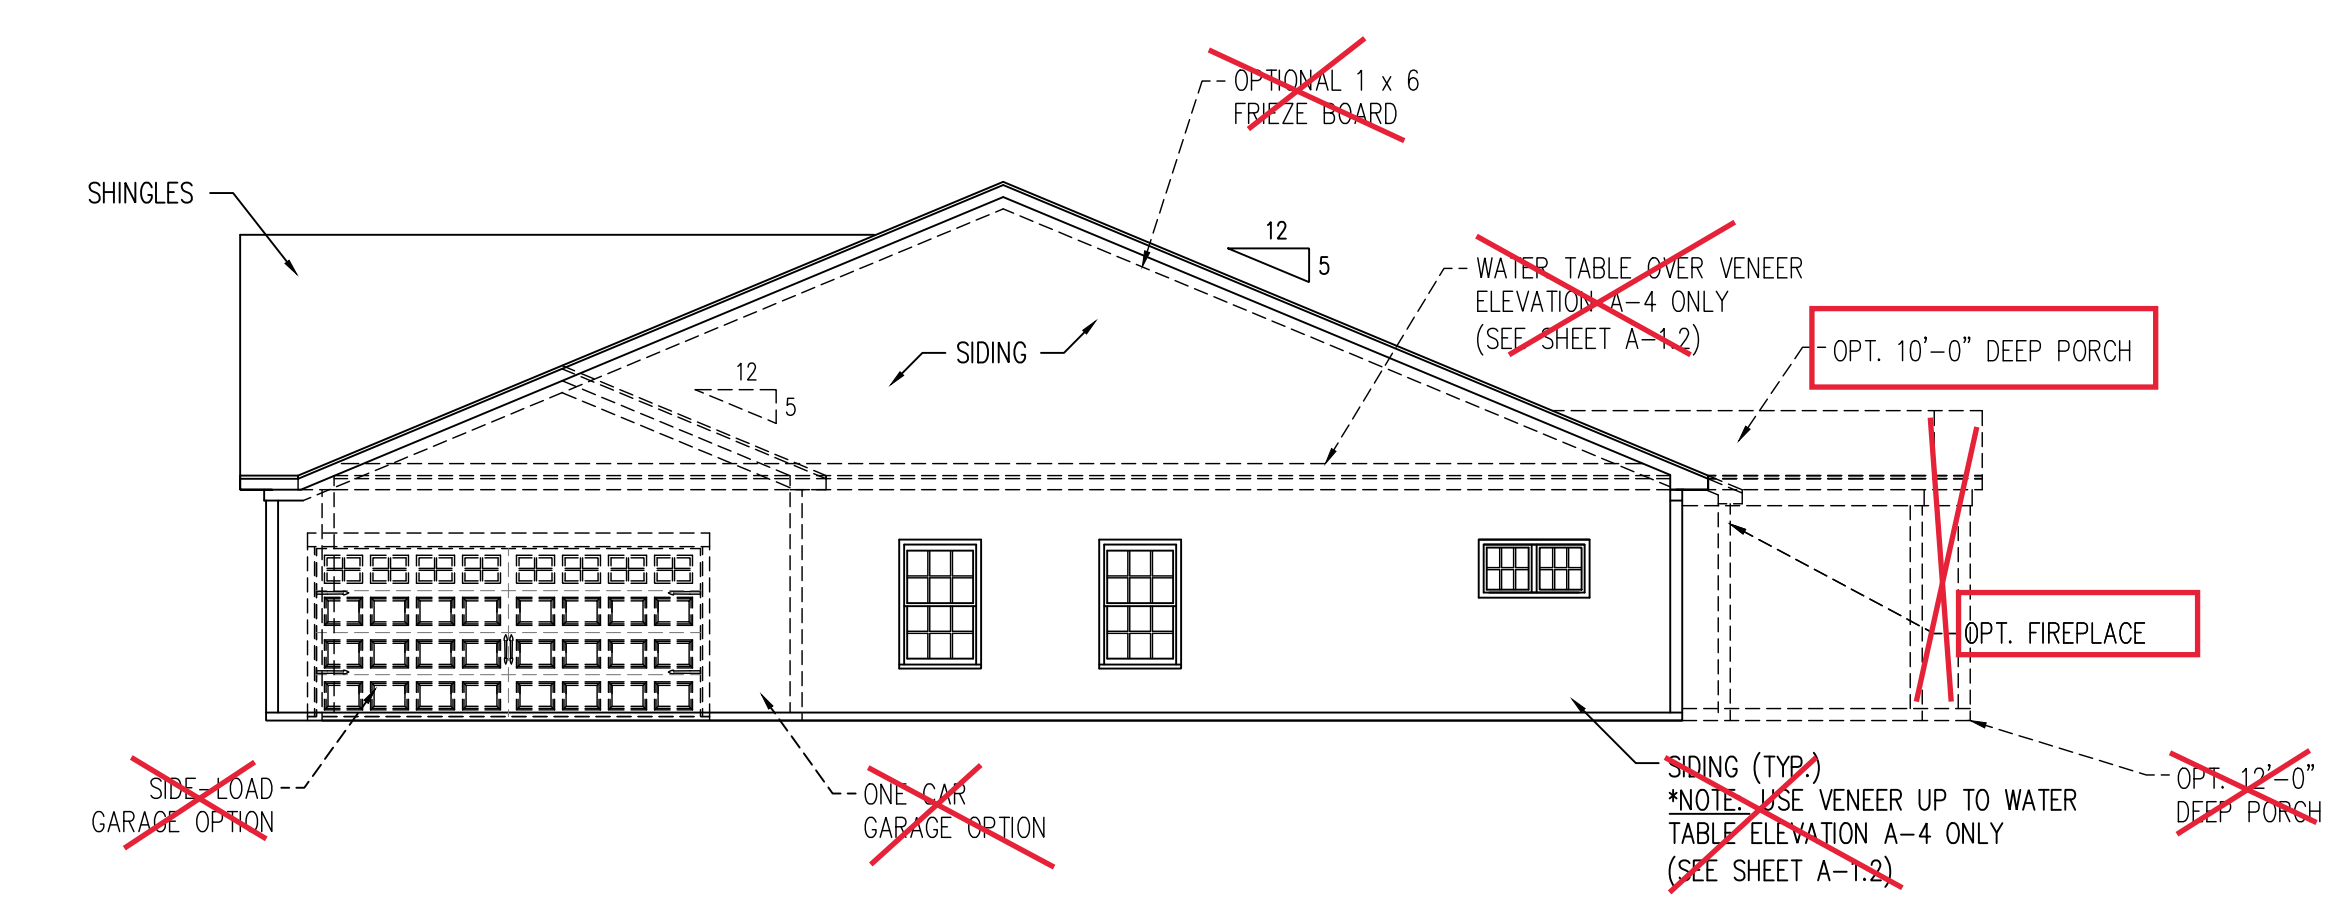 OPTIONAL 1 x 6
FRIEZE BOARD
SHINGLES
12
5
WATER TABLE OVER VENEER
ELEVATION A-4 ONLY
(SEE SHEET A-1.2)
OPT. 10'-0" DEEP PORCH
SIDING
12
5
OPT. FIREPLACE
SIDE-LOAD
GARAGE OPTION
ONE CAR
GARAGE OPTION
SIDING (TYP.)
*NOTE: USE VENEER UP TO WATER
TABLE ELEVATION A-4 ONLY
(SEE SHEET A-1.2)
OPT. 12'-0"
DEEP PORCH